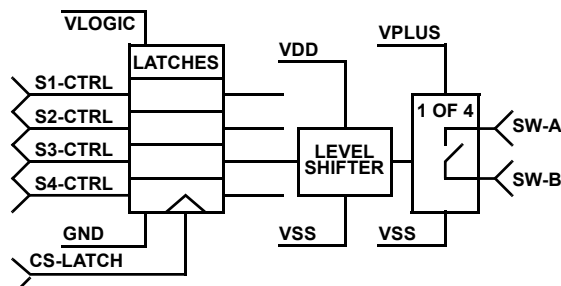 VLOGIC
LATCHES
VDD
VPLUS
S1-CTRL
S2-CTRL
S3-CTRL
S4-CTRL
LEVEL
SHIFTER
1 OF 4
SW-A
SW-B
GND
VSS
VSS
CS-LATCH